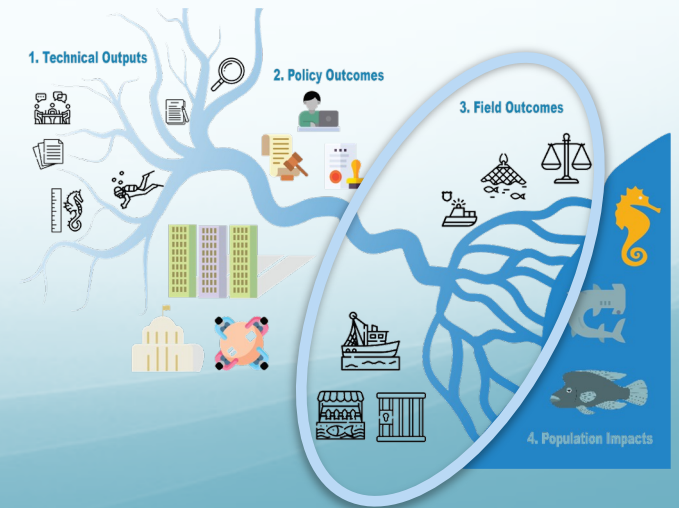 1. Technical Outputs
2. Policy Outcomes
3. Field Outcomes
4. Population Impacts